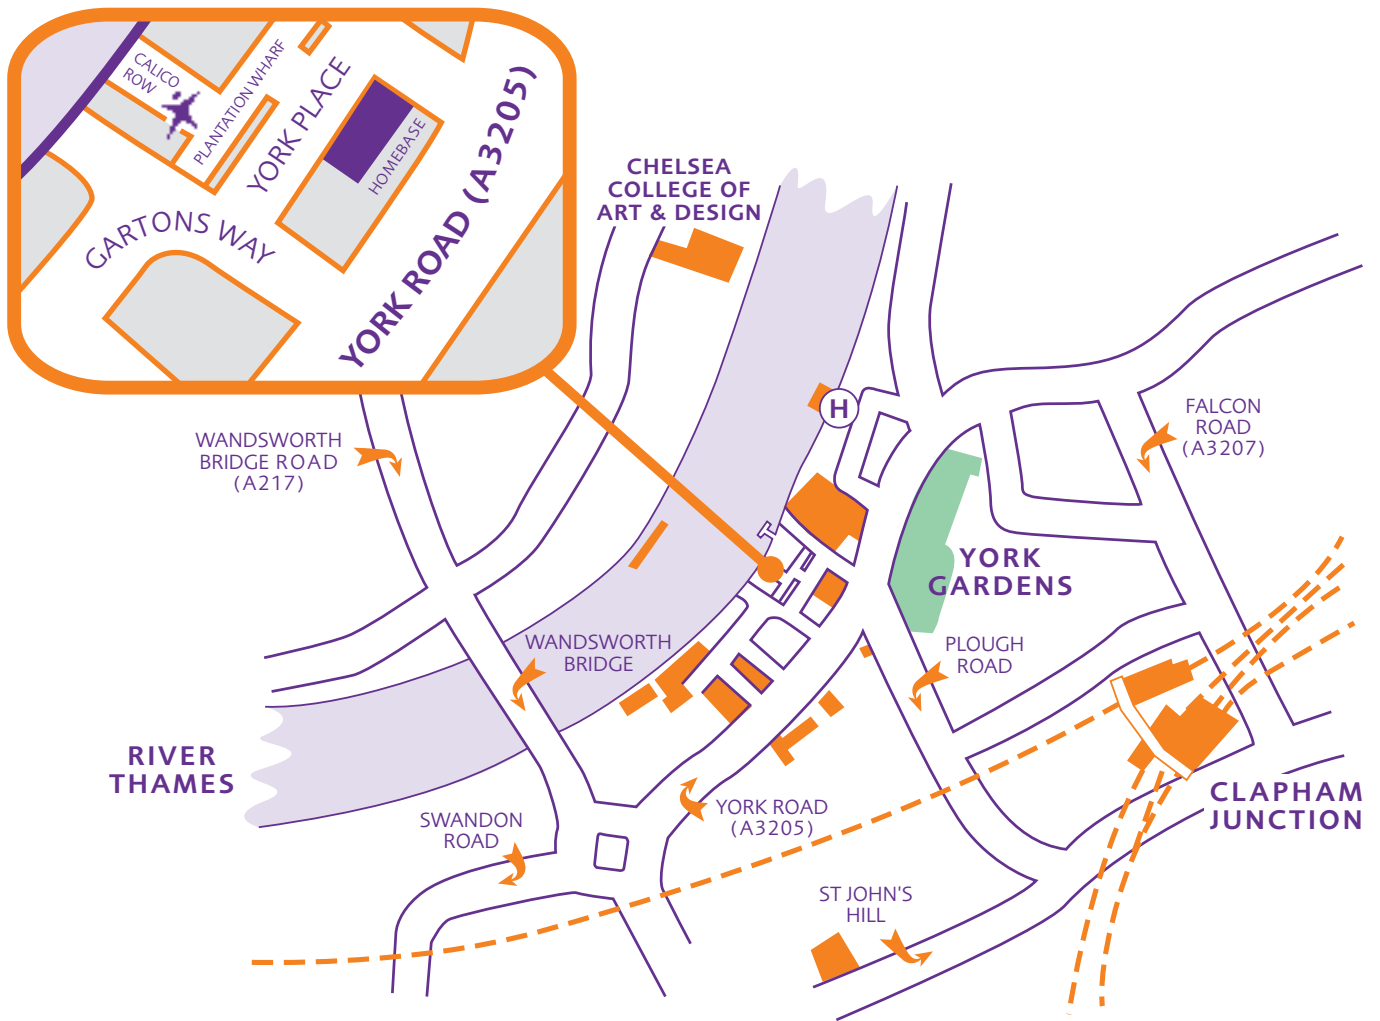 CALICO
ROW
PLANTATION WHARF
YORK PLACE
HOMEBASE
YORK ROAD (A3205)
GARTONS WAY
CHELSEA
COLLEGE OF
ART & DESIGN
H
WANDSWORTH
BRIDGE ROAD
(A217)
FALCON
ROAD
(A3207)
YORK
GARDENS
WANDSWORTH
BRIDGE
PLOUGH
ROAD
RIVER
THAMES
SWANDON
ROAD
YORK ROAD
(A3205)
CLAPHAM
JUNCTION
ST JOHN'S
HILL